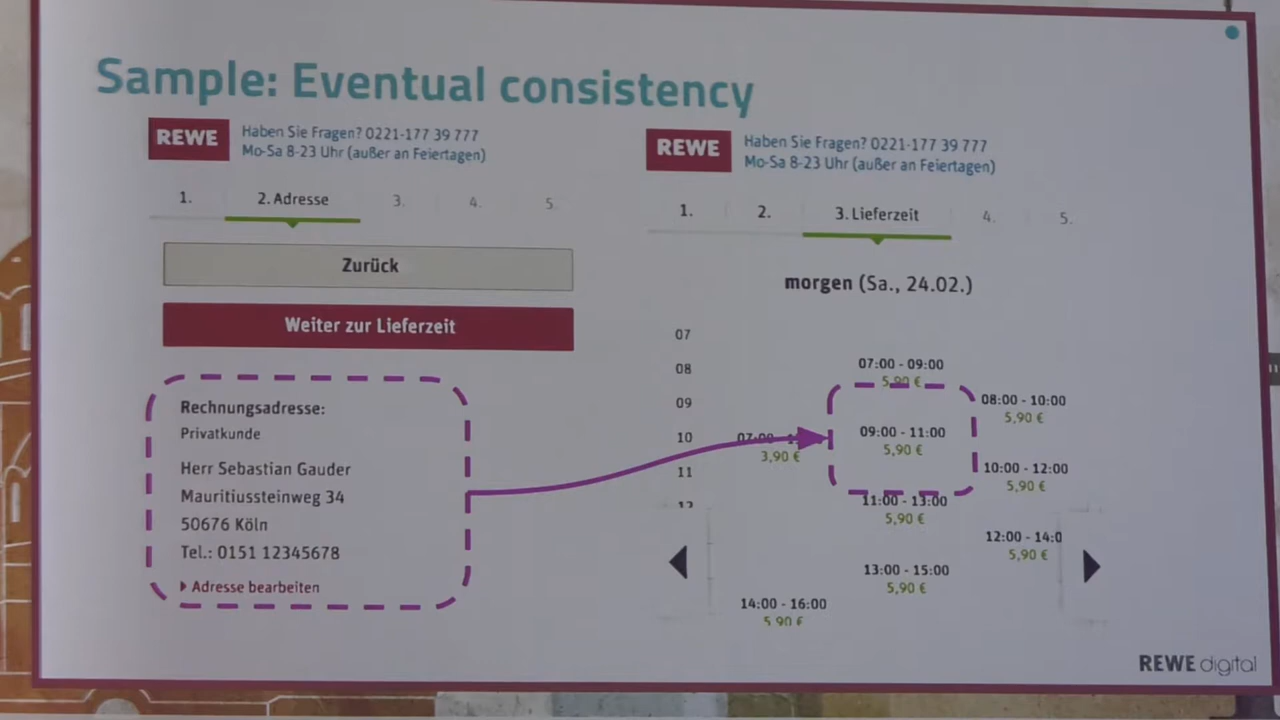 Sample: Eventual consistency
REWE
Haben Sie Fragen? 0221-177 39 777
Mo-Sa 8-23 Uhr (außer an Feiertagen)
1.
2. Adresse
3.
4.
5.
Zurück
Weiter zur Lieferzeit
Rechnungsadresse:
Privatkunde
Herr Sebastian Gauder
Mauritiussteinweg 34
50676 Köln
Tel.: 0151 12345678
Adresse bearbeiten
REWE
Haben Sie Fragen? 0221-177 39 777
Mo-Sa 8-23 Uhr (außer an Feiertagen)
1.
2.
3. Lieferzeit
4.
5.
morgen (Sa., 24.02.)
07
08
09
10
11
12
07:00 - 09:00
5,90 €
08:00 - 10:00
5,90 €
09:00 - 11:00
5,90 €
3,90 €
10:00 - 12:00
5,90 €
11:00 - 13:00
5,90 €
12:00 - 14:0
5,90 €
13:00 - 15:00
5,90 €
14:00 - 16:00
5,90 €
REWE digital